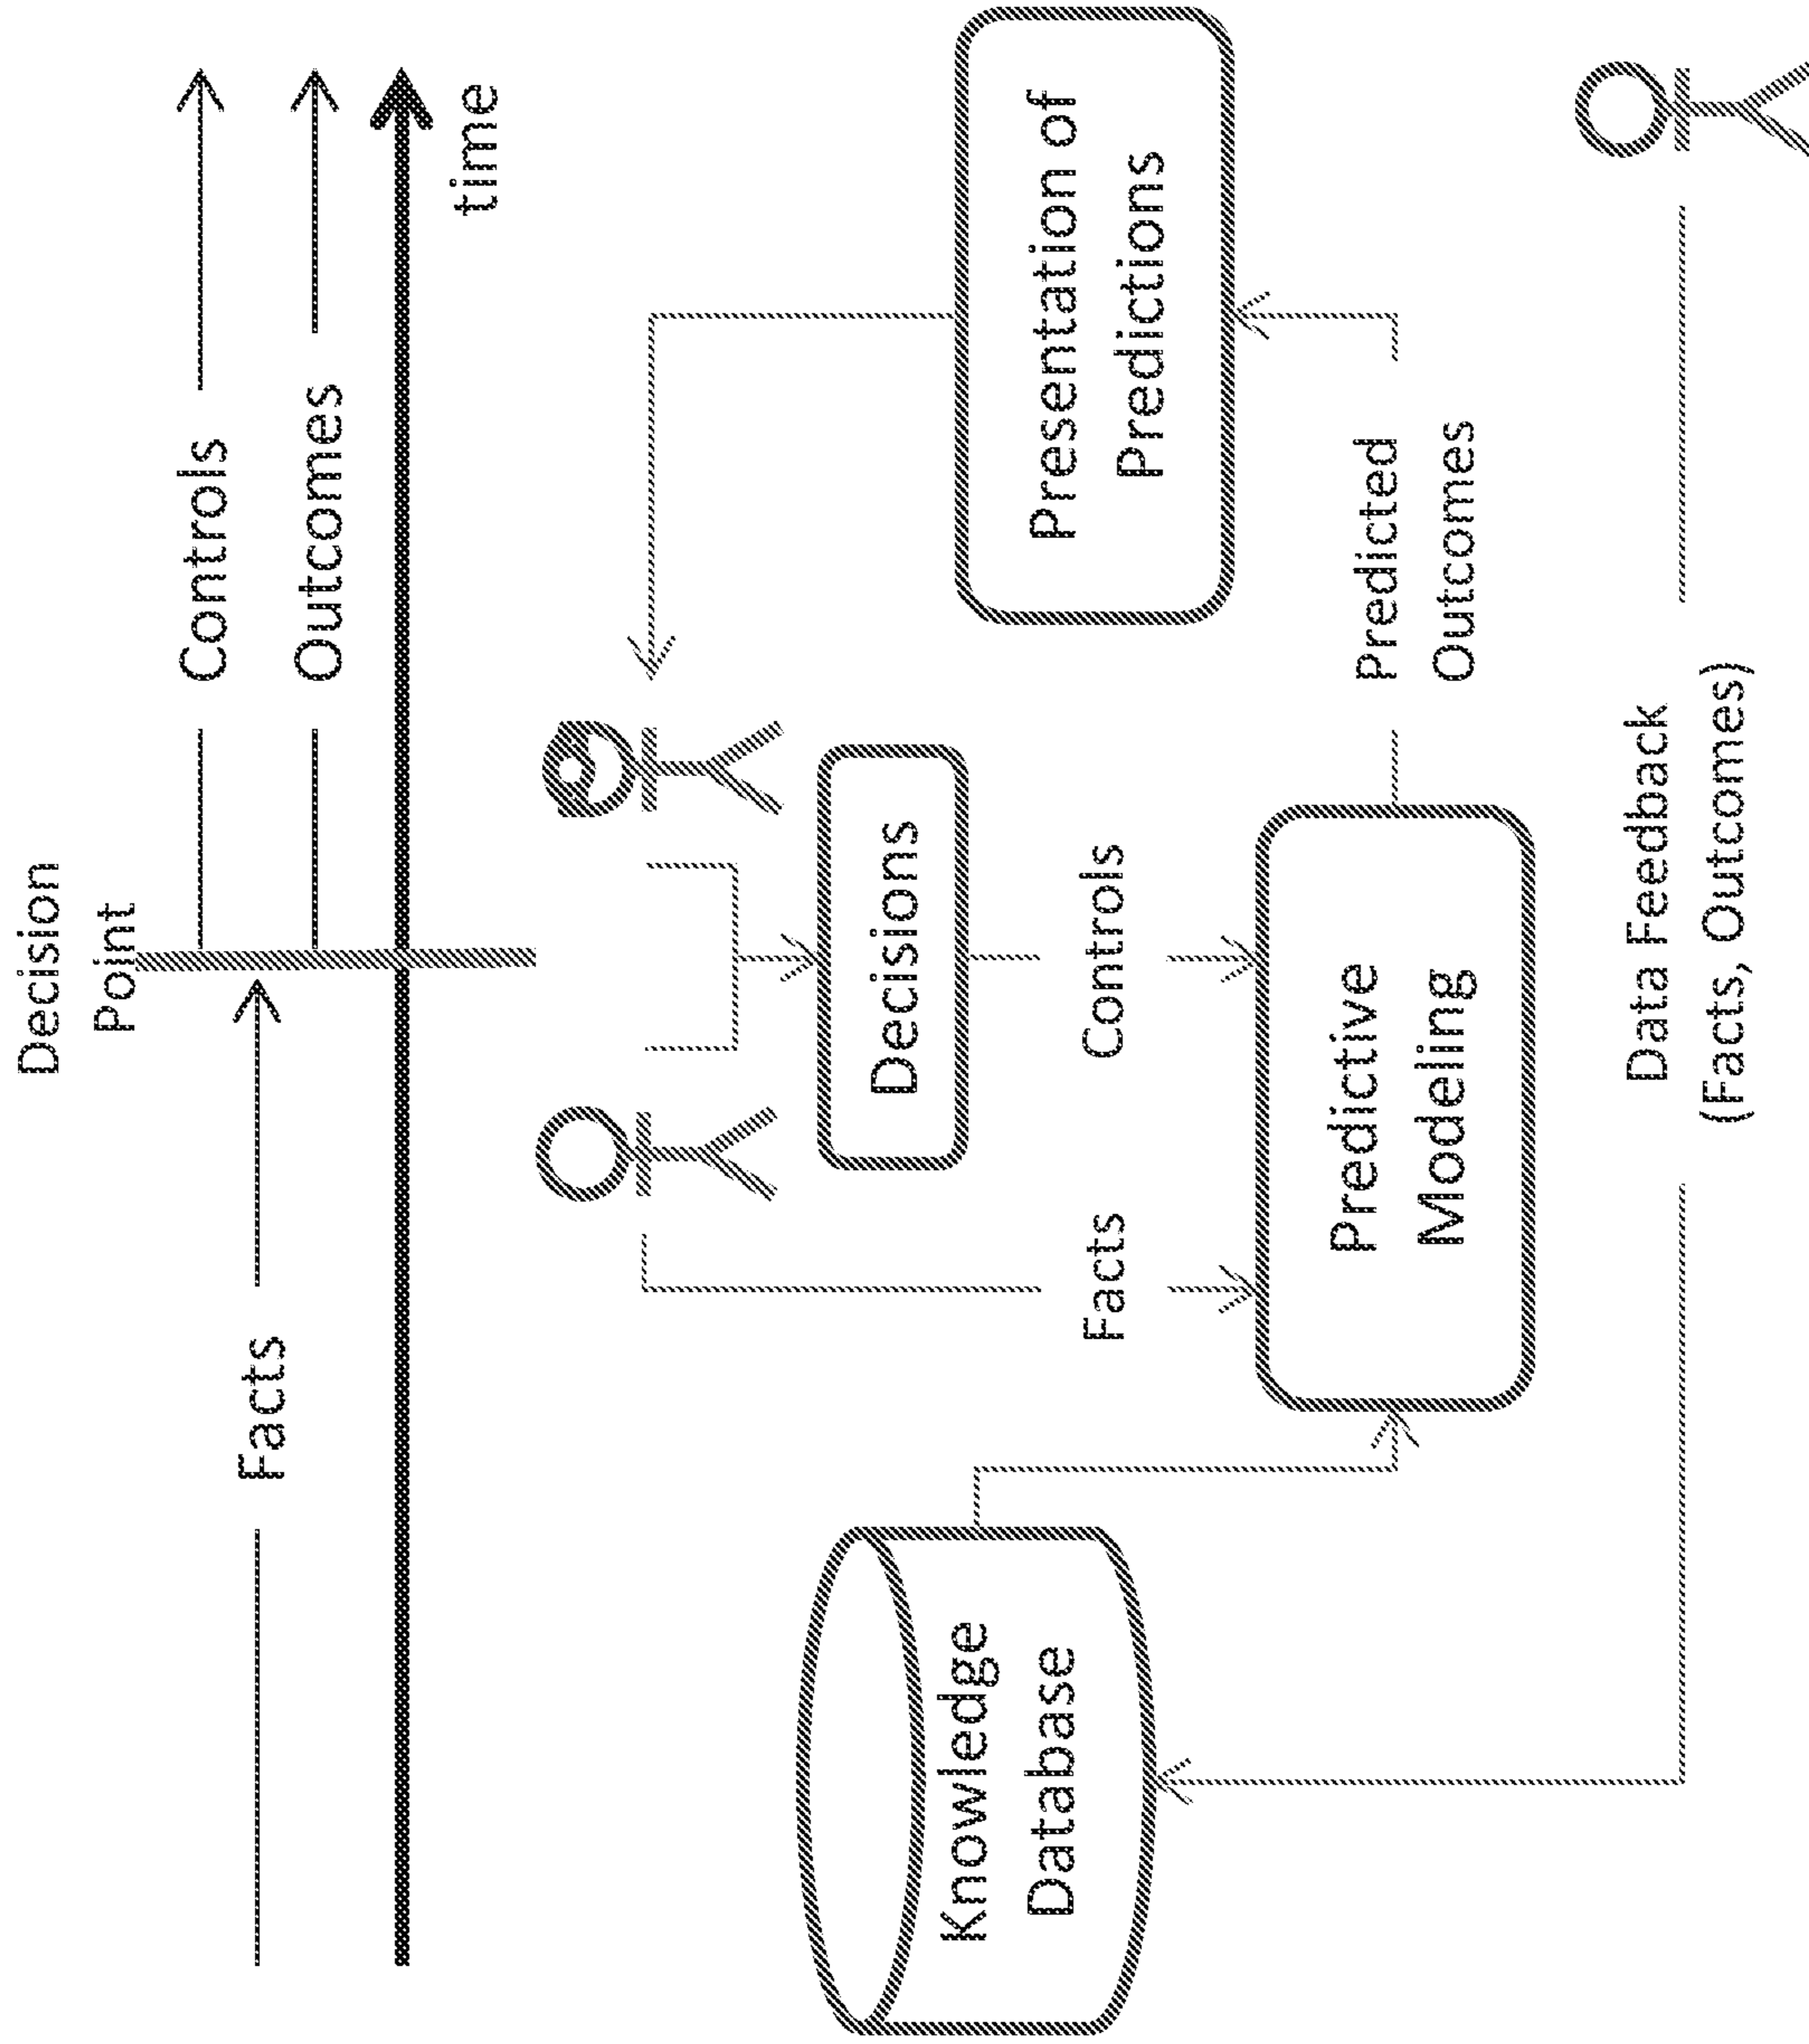 Decision
Point
Facts
Controls
Outcomes
time
Knowledge
Database
Facts
Decisions
Controls
Predictive
Modeling
Predicted
Outcomes
Presentation of
Predictions
Data Feedback
(Facts, Outcomes)